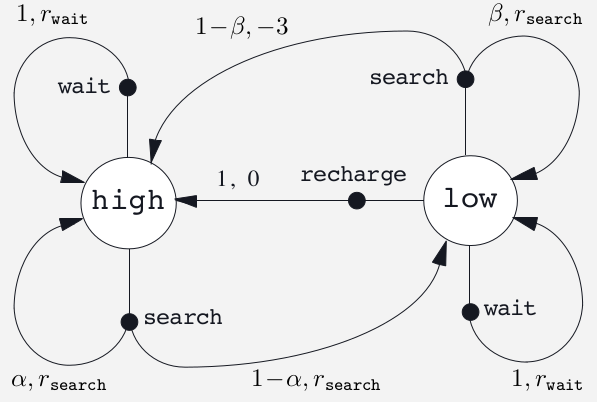 1, r_wait
1−β, −3
β, r_search
wait
search
1, 0
recharge
high
low
search
wait
α, r_search
1−α, r_search
1, r_wait